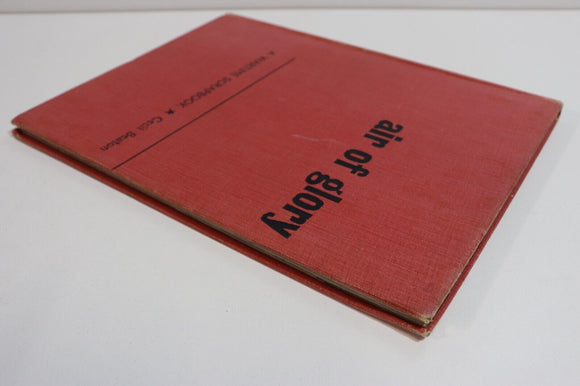 air of glory
A WARTIME SCRAPBOOK ★ Cecil Beaton